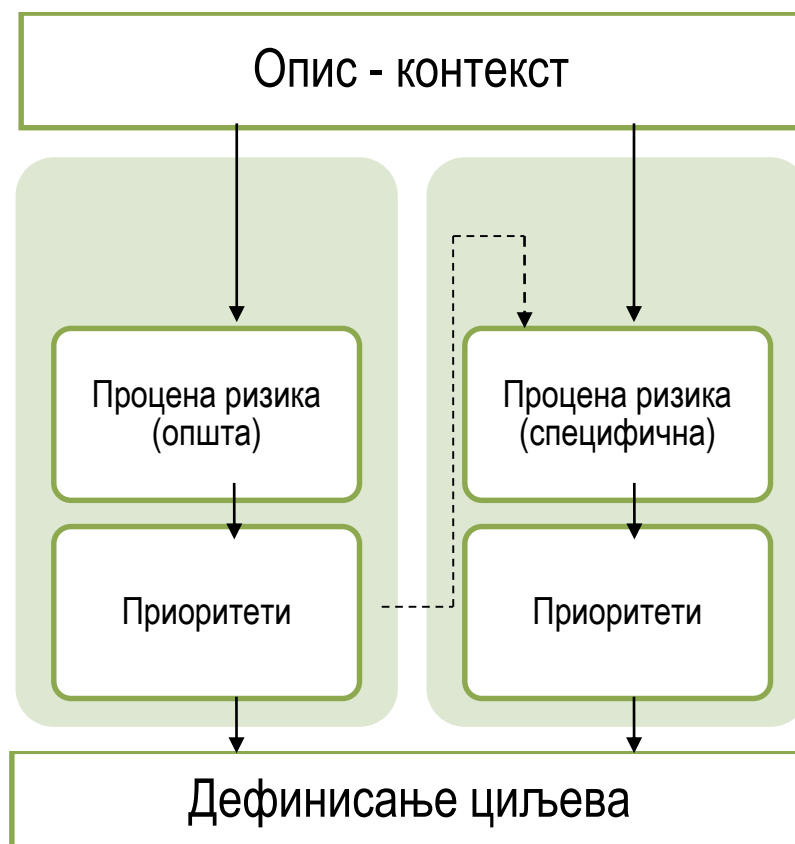 Опис - контекст
Процена ризика
(општа)
Приоритети
Процена ризика
(специфична)
Приоритети
Дефинисање циљева